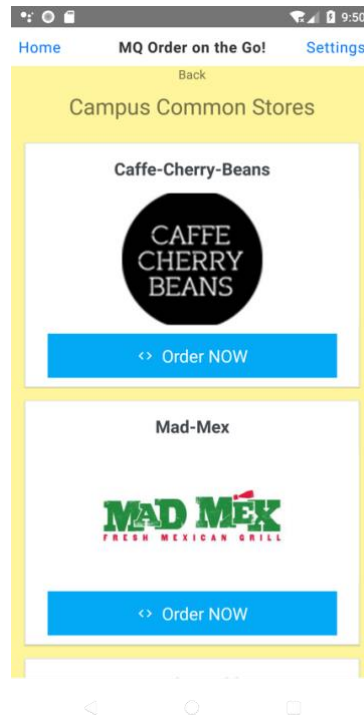 9:50
Home MQ Order on the Go! Settings
Back
Campus Common Stores
Caffe-Cherry-Beans
CAFFE
CHERRY
BEANS
<> Order NOW
Mad-Mex
MAD MEX
FRESH MEXICAN GRILL
<> Order NOW